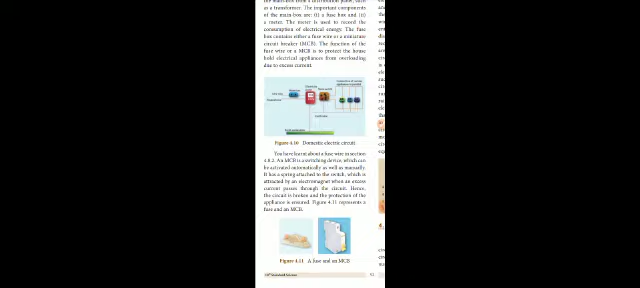 the main-box from a distribution panel, such
as a transformer. The important components
of the main-box are: (i) a fuse box and (ii)
a meter. The meter is used to record the
consumption of electrical energy. The fuse
box contains either a fuse wire or a miniature
circuit breaker (MCB). The function of the
fuse wire or a MCB is to protect the house
hold electrical appliances from overloading
due to excess current.
Figure 4.10 Domestic electric circuit
You have learnt about a fuse wire in section
4.8.2. An MCB is a switching device, which can
be activated automatically as well as manually.
It has a spring attached to the switch, which is
attracted by an electromagnet when an excess
current passes through the circuit. Hence,
the circuit is broken and the protection of the
appliance is ensured. Figure 4.11 represents a
fuse and an MCB.
Figure 4.11 A fuse and an MCB
10th Standard Science